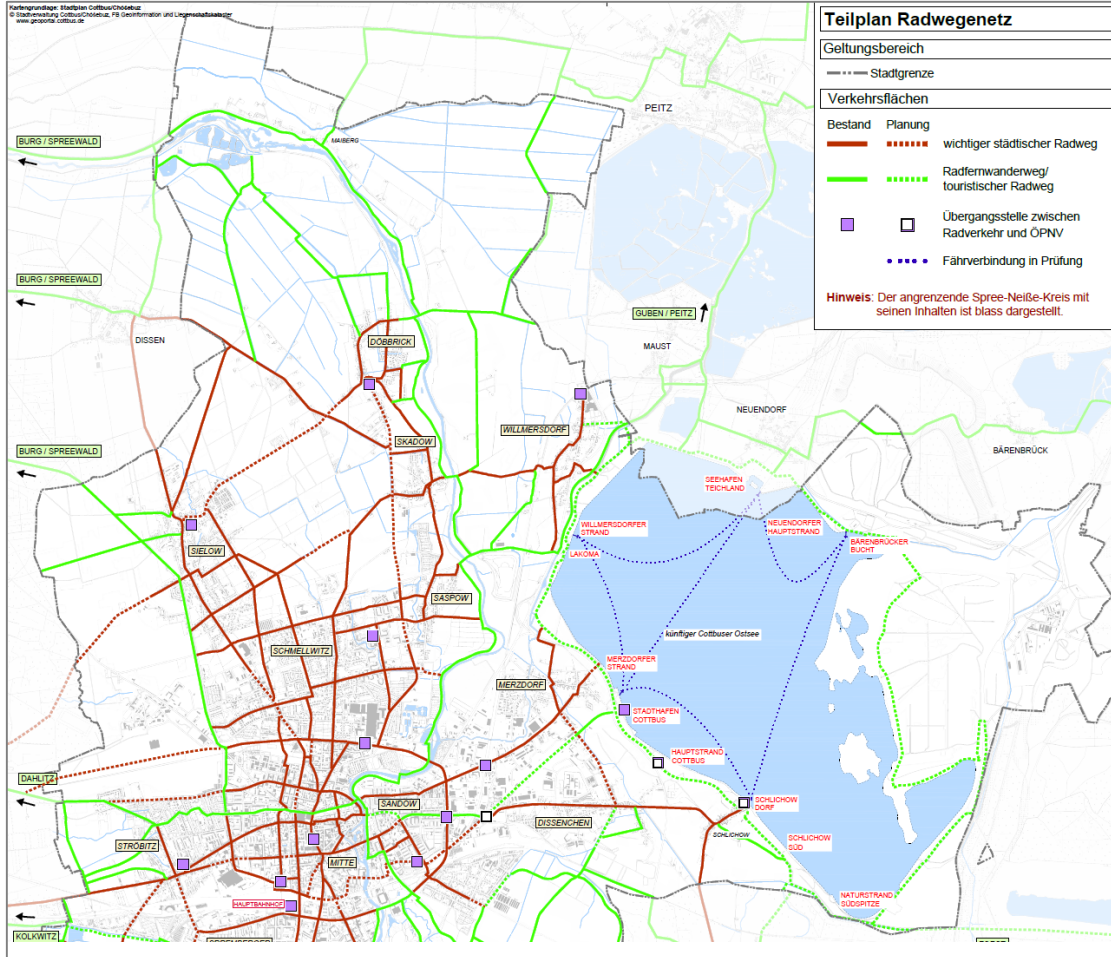 Kartengrundlage: Stadtplan Cottbus/Chóśebuz
© Stadtverwaltung Cottbus/Chóśebuz, FB Geoinformation und Liegenschaftskataster
www.geoportal.cottbus.de
Teilplan Radwegenetz
Geltungsbereich
Stadtgrenze
Verkehrsflächen
Bestand Planung
wichtiger städtischer Radweg
Radfernwanderweg/
touristischer Radweg
Übergangsstelle zwischen
Radverkehr und ÖPNV
Fährverbindung in Prüfung
Hinweis: Der angrenzende Spree-Neiße-Kreis mit
seinen Inhalten ist blass dargestellt.
PEITZ
BURG / SPREEWALD
MAIBERG
BURG / SPREEWALD
GUBEN / PEITZ
DISSEN
DÖBBRICK
MAUST
NEUENDORF
WILLMERSDORF
SKADOW
BURG / SPREEWALD
BÄRENBRÜCK
SEEHAFEN
TEICHLAND
WILLMERSDORFER
STRAND
NEUENDORFER
HAUPTSTRAND
BÄRENBRÜCKER
BUCHT
SIELOW
LAKOMA
SASPOW
künftiger Cottbuser Ostsee
SCHMELLWITZ
MERZDORFER
STRAND
MERZDORF
STADTHAFEN
COTTBUS
HAUPTSTRAND
COTTBUS
DAHLITZ
SANDOW
SCHLICHOW
DORF
DISSENCHEN
SCHLICHOW
SCHLICHOW
SÜD
STRÖBITZ
MITTE
NATURSTRAND
SÜDSPITZE
HAUPTBAHNHOF
KOLKWITZ